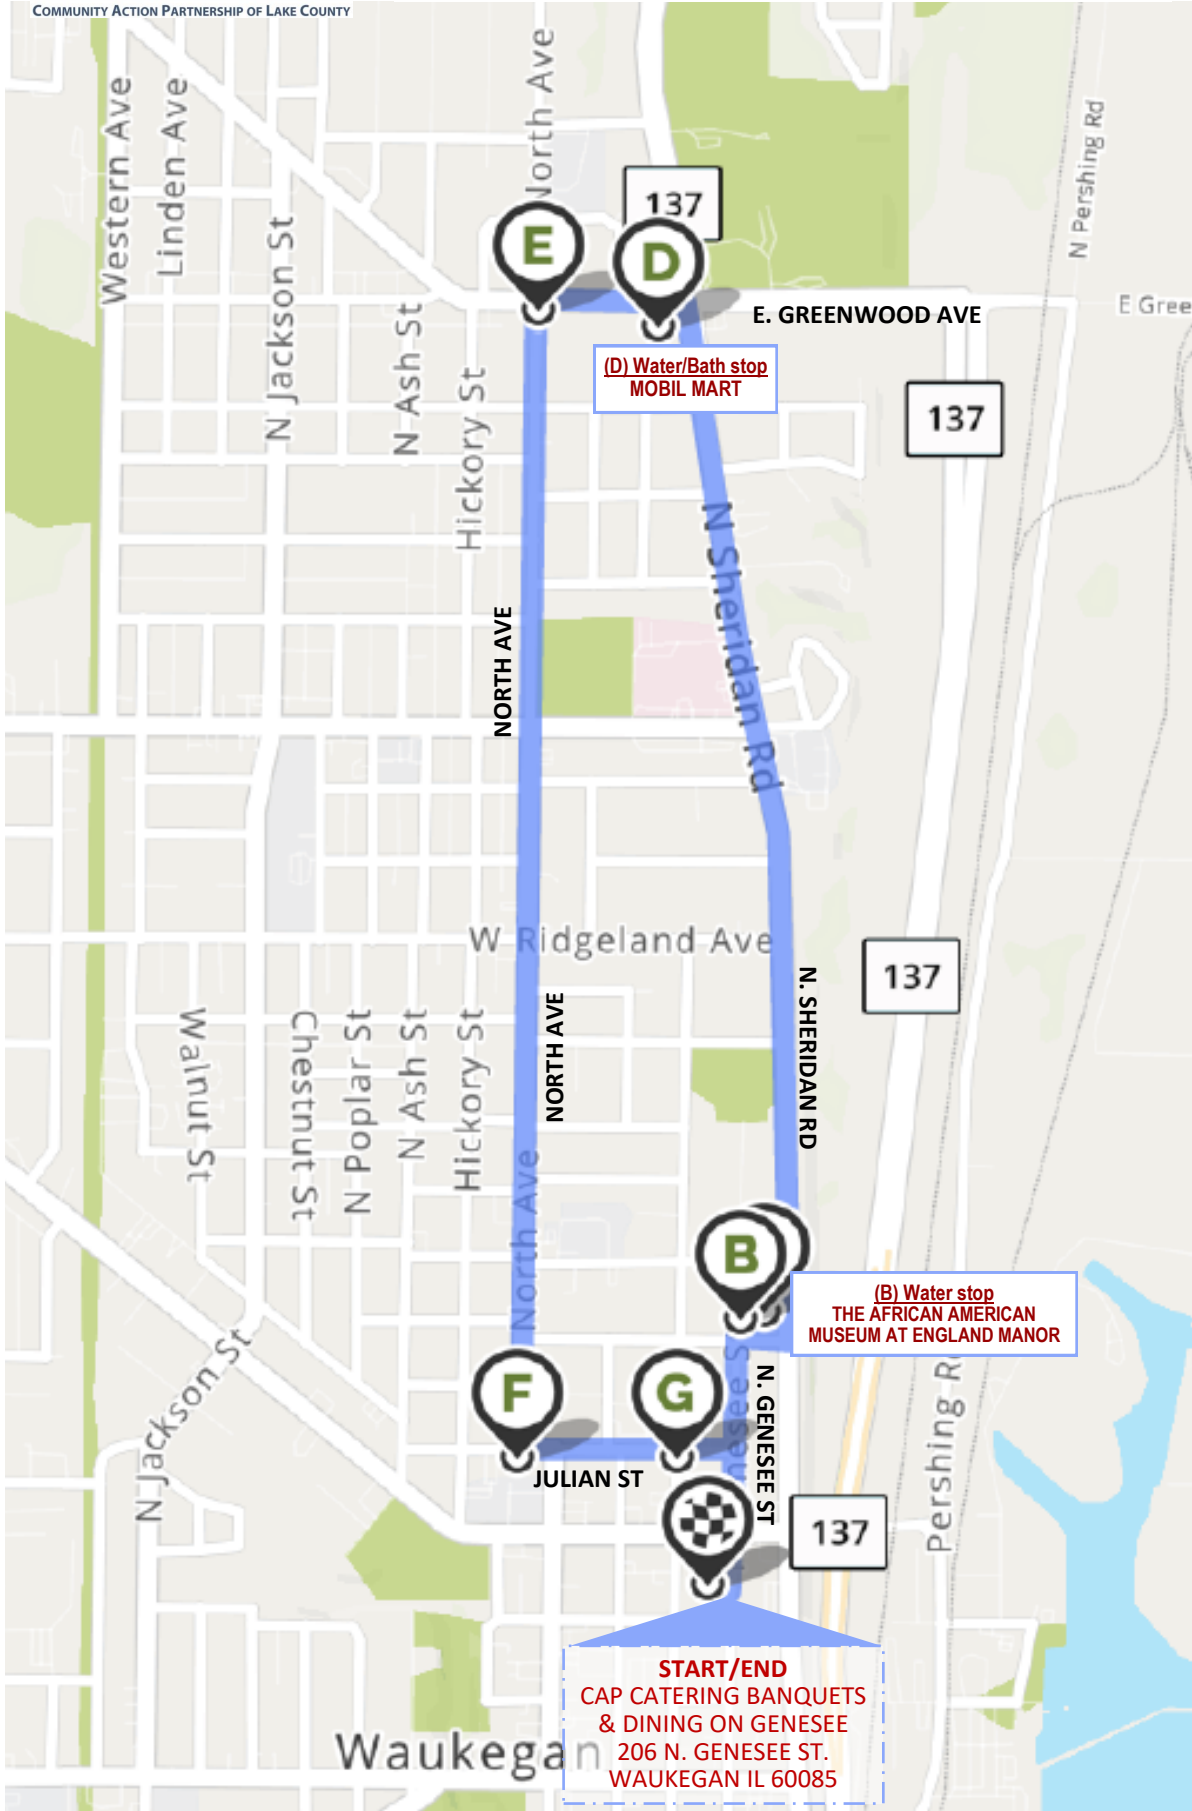 COMMUNITY ACTION PARTNERSHIP OF LAKE COUNTY
Western Ave
Linden Ave
N Jackson St
N Ash St
Hickory St
North Ave
137
E
D
N Pershing Rd
E. GREENWOOD AVE
E Gree
(D) Water/Bath stop
MOBIL MART
137
N Sheridan Rd
NORTH AVE
W Ridgeland Ave
137
N. SHERIDAN RD
NORTH AVE
Walnut St
Chestnut St
N Poplar St
N Ash St
Hickory St
North Ave
B
(B) Water stop
THE AFRICAN AMERICAN
MUSEUM AT ENGLAND MANOR
N Jackson St
F
G
N. GENESEE ST
JULIAN ST
Pershing R
137
START/END
CAP CATERING BANQUETS
& DINING ON GENESEE
206 N. GENESEE ST.
WAUKEGAN IL 60085
Waukegan